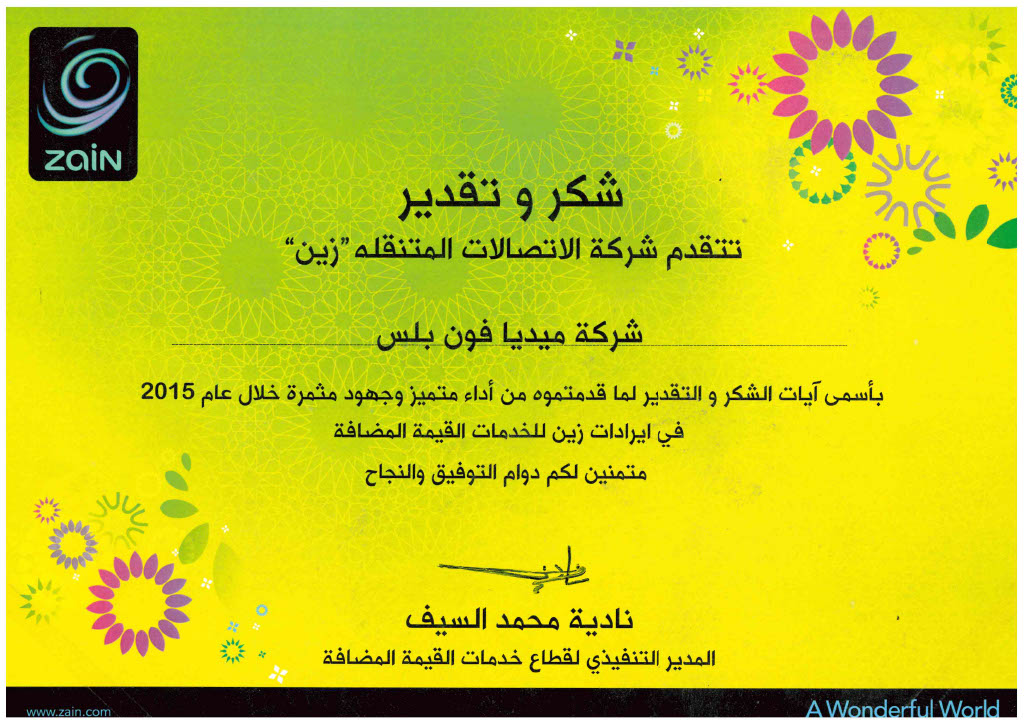 zain
شكر و تقدير
تتقدم شركة الاتصالات المتنقله "زين"
شركة ميديا فون بلس
بأسمى آيات الشكر و التقدير لما قدمتموه من أداء متميز وجهود مثمرة خلال عام 2015
في ايرادات زين للخدمات القيمة المضافة
متمنين لكم دوام التوفيق والنجاح
نادية محمد السيف
المدير التنفيذي لقطاع خدمات القيمة المضافة
www.zain.com
A Wonderful World